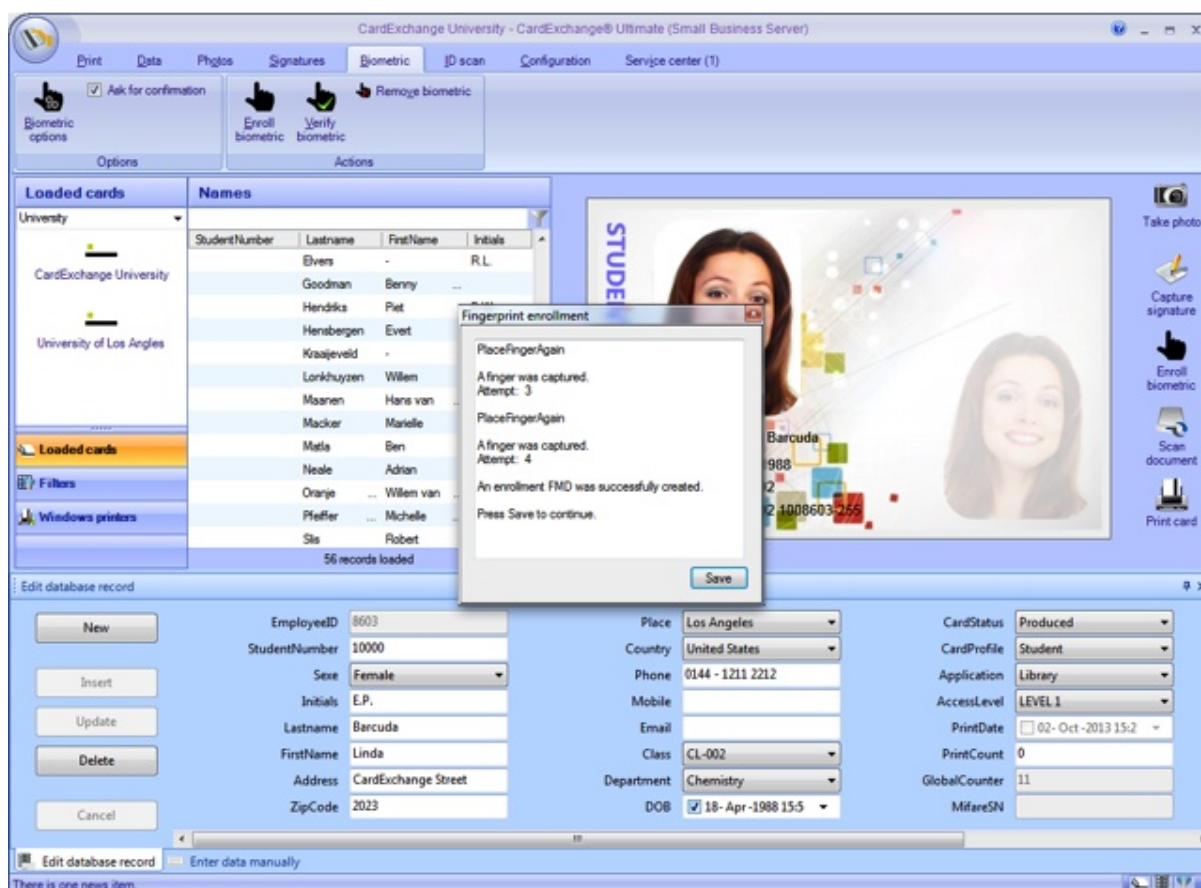 CardExchange University - CardExchange® Ultimate (Small Business Server)
Print Data Photos Signatures Biometric ID scan Configuration Service center (1)
Biometric options
Ask for confirmation
Options
Enroll biometric
Verify biometric
Remove biometric
Actions
Loaded cards
University
CardExchange University
University of Los Angles
Loaded cards
Filters
Windows printers
Names
StudentNumber Lastname FirstName Initials
Elvers - R.L.
Goodman Benny ...
Hendriks Piet
Hensbergen Evert
Kraaijeveld -
Lonkhuyzen Willem
Maanen Hans van
Macker Marielle
Matla Ben
Neale Adrian
Oranje ... Willem van
Pfeiffer ... Michelle
Slis Robert
56 records loaded
Fingerprint enrollment
PlaceFingerAgain
A finger was captured.
Attempt: 3
PlaceFingerAgain
A finger was captured.
Attempt: 4
An enrollment FMD was successfully created.
Press Save to continue.
Save
STUDE
Barcuda
1988
02
02 1008603-265
Take photo
Capture signature
Enroll biometric
Scan document
Print card
Edit database record
New
Insert
Update
Delete
Cancel
EmployeeID 8603
StudentNumber 10000
Sexe Female
Initials E.P.
Lastname Barcuda
FirstName Linda
Address CardExchange Street
ZipCode 2023
Place Los Angeles
Country United States
Phone 0144 - 1211 2212
Mobile
Email
Class CL-002
Department Chemistry
DOB 18- Apr -1988 15:5
CardStatus Produced
CardProfile Student
Application Library
AccessLevel LEVEL 1
PrintDate 02- Oct -2013 15:2
PrintCount 0
GlobalCounter 11
MifareSN
Edit database record Enter data manually
There is one news item.